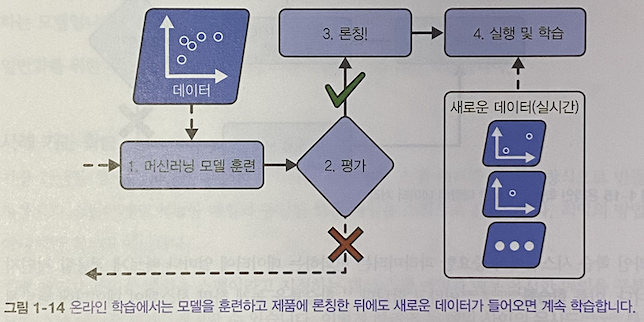 데이터
3. 론칭!
4. 실행 및 학습
새로운 데이터(실시간)
1. 머신러닝 모델 훈련
2. 평가
그림 1-14 온라인 학습에서는 모델을 훈련하고 제품에 론칭한 뒤에도 새로운 데이터가 들어오면 계속 학습합니다.